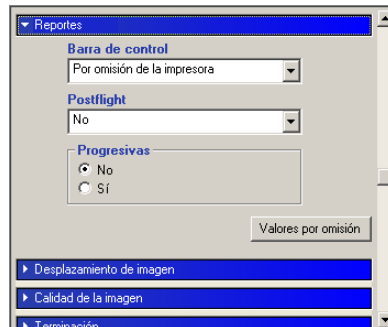 Reportes
Barra de control
Por omisión de la impresora
Postflight
No
Progresivas
No
Sí
Valores por omisión
Desplazamiento de imagen
Calidad de la imagen
Terminación